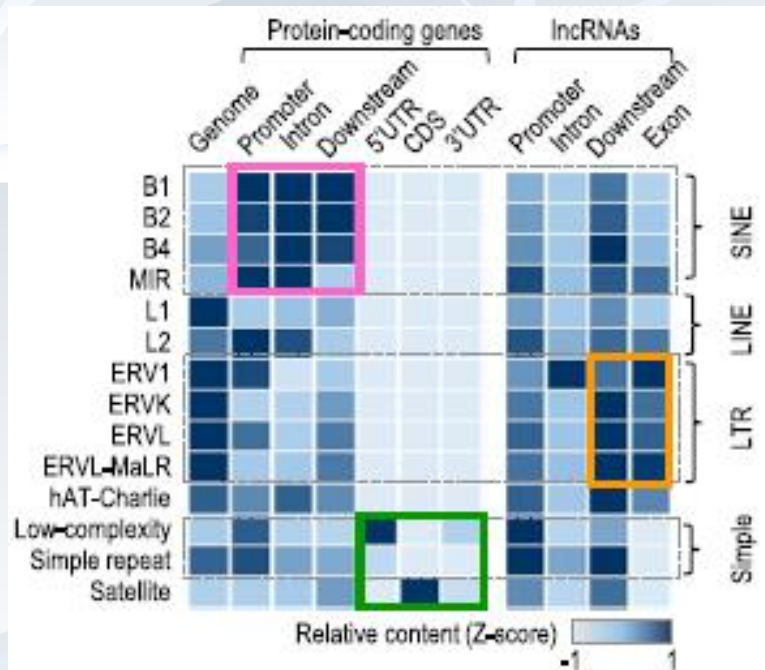 Protein-coding genes
lncRNAs
Genome
Promoter
Intron
Downstream
5'UTR
CDS
3'UTR
Promoter
Intron
Downstream
Exon
B1
B2
B4
MIR
SINE
L1
L2
LINE
ERV1
ERVK
ERVL
ERVL-MaLR
LTR
hAT-Charlie
Low-complexity
Simple repeat
Simple
Satellite
Relative content (Z-score)
-1 1